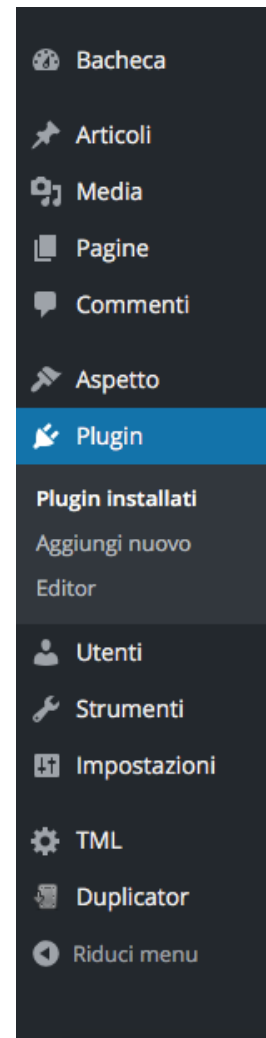 Bacheca
Articoli
Media
Pagine
Commenti
Aspetto
Plugin
Plugin installati
Aggiungi nuovo
Editor
Utenti
Strumenti
Impostazioni
TML
Duplicator
Riduci menu